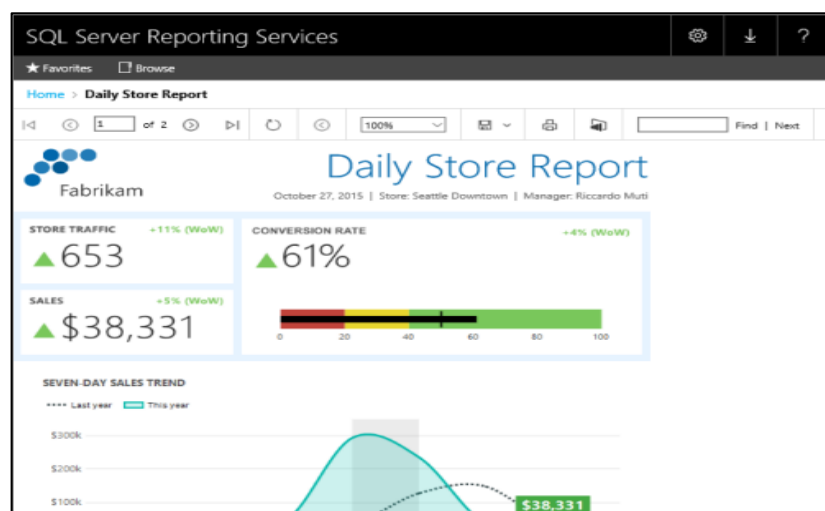 SQL Server Reporting Services
?
★ Favorites Browse
Home > Daily Store Report
1 of 2 100% Find | Next
Fabrikam
Daily Store Report
October 27, 2015 | Store: Seattle Downtown | Manager: Riccardo Muti
STORE TRAFFIC +11% (WoW)
653
CONVERSION RATE +4% (WoW)
61%
SALES +5% (WoW)
$38,331
0 20 40 60 80 100
SEVEN-DAY SALES TREND
Last year This year
$300k
$200k
$100k
$38,331